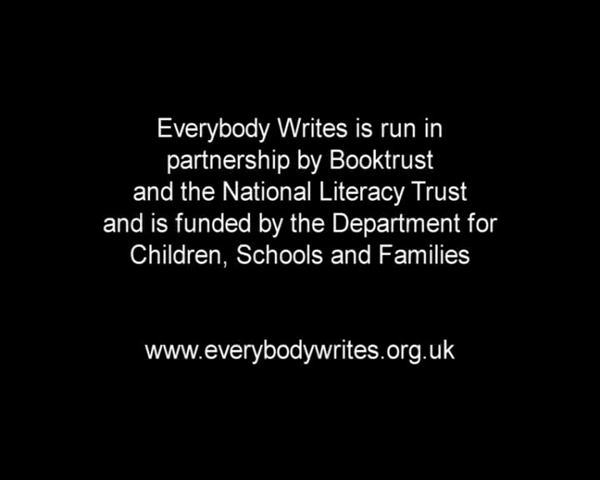 Everybody Writes is run in
partnership by Booktrust
and the National Literacy Trust
and is funded by the Department for
Children, Schools and Families
www.everybodywrites.org.uk